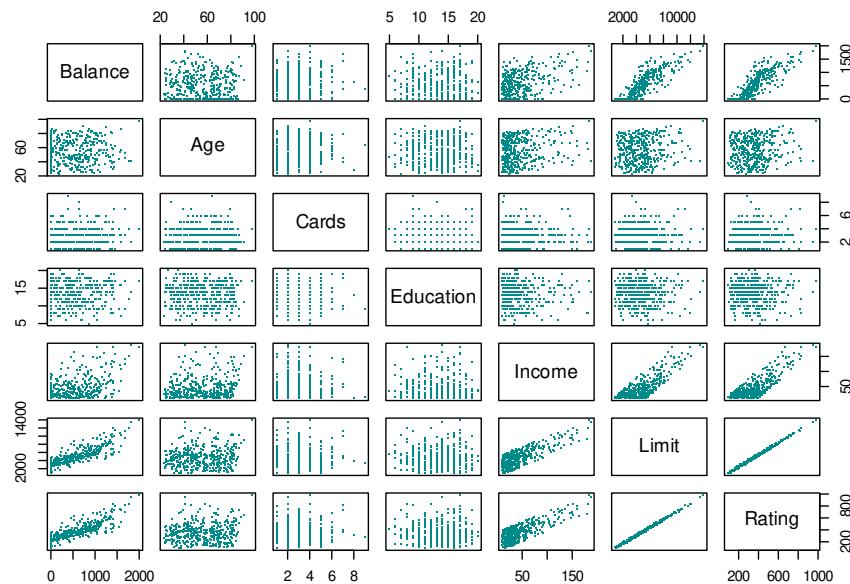 20 60 100
5 10 15 20
2000 10000
Balance
0 500 1500
Age
20 60
Cards
2 6
Education
5 15
Income
50
Limit
2000 14000
Rating
200 800
0 1000 2000
2 4 6 8
50 150
200 600 1000